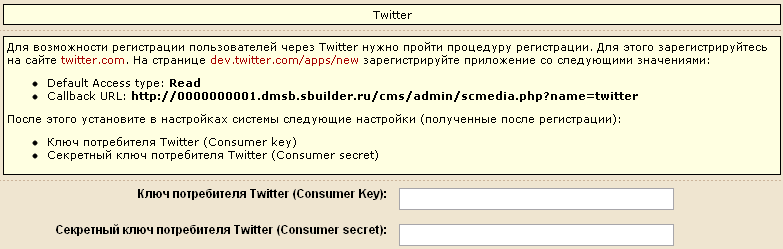 Twitter
Для возможности регистрации пользователей через Twitter нужно пройти процедуру регистрации. Для этого зарегистрируйтесь
на сайте twitter.com. На странице dev.twitter.com/apps/new зарегистрируйте приложение со следующими значениями:
Default Access type: Read
Callback URL: http://0000000001.dmsb.sbuilder.ru/cms/admin/scmedia.php?name=twitter
После этого установите в настройках системы следующие настройки (полученные после регистрации):
Ключ потребителя Twitter (Consumer key)
Секретный ключ потребителя Twitter (Consumer secret)
Ключ потребителя Twitter (Consumer Key):
Секретный ключ потребителя Twitter (Consumer secret):